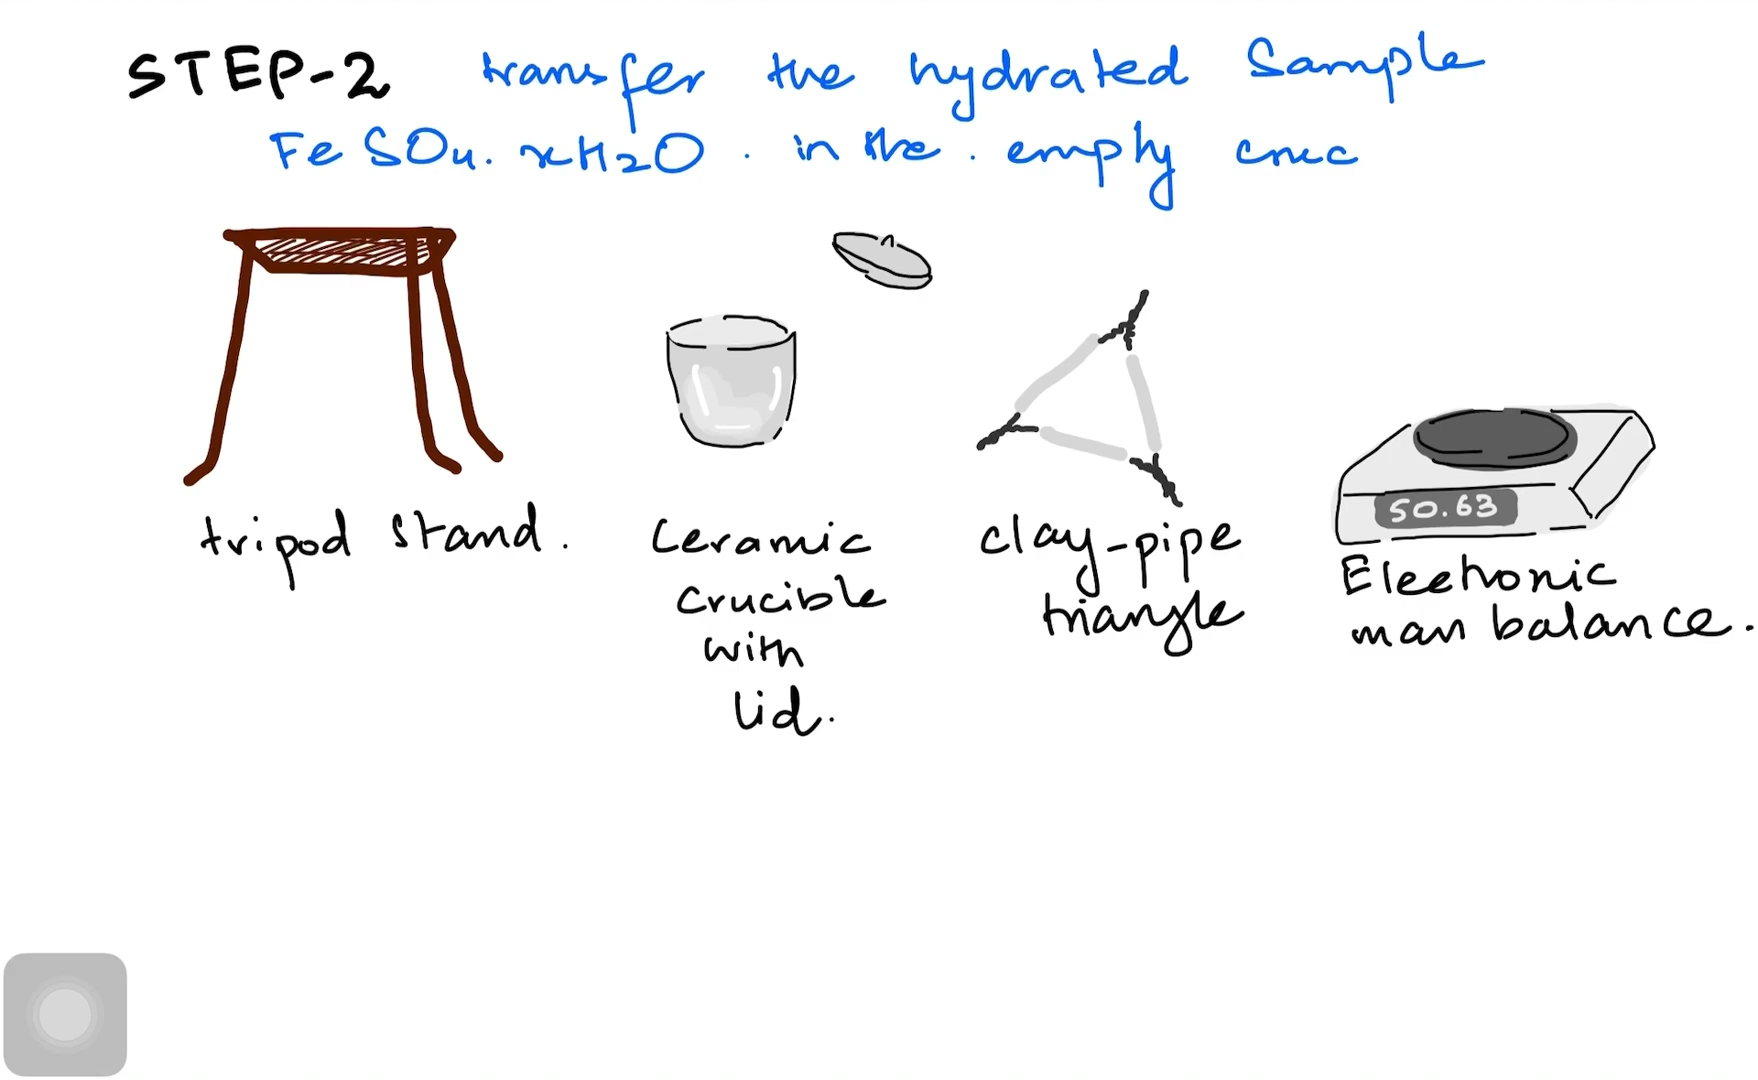 STEP-2 transfer the hydrated Sample
FeSO4. xH2O. in the. empty cruc
50.63
tripod stand.
Ceramic
crucible
with
lid.
clay-pipe
triangle
Electronic
mass balance.